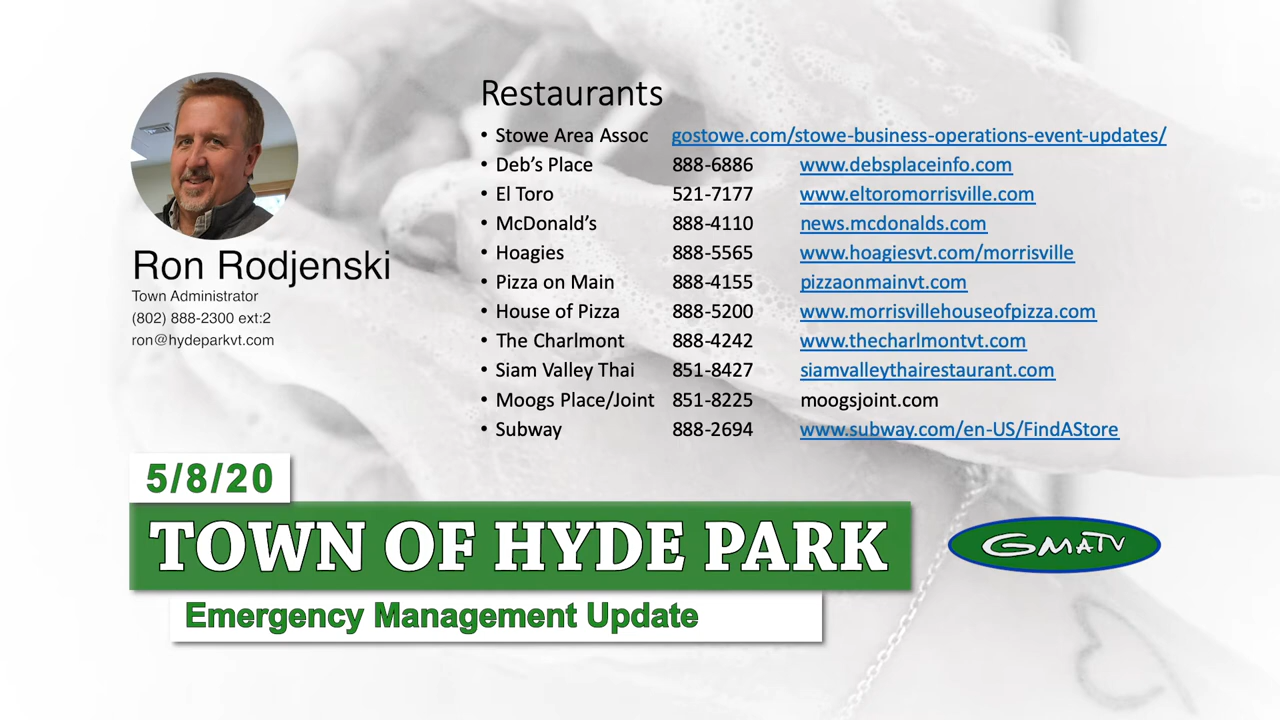 Ron Rodjenski
Town Administrator
(802) 888-2300 ext:2
ron@hydeparkvt.com
Restaurants
• Stowe Area Assoc gostowe.com/stowe-business-operations-event-updates/
• Deb’s Place 888-6886 www.debsplaceinfo.com
• El Toro 521-7177 www.eltoromorrisville.com
• McDonald’s 888-4110 news.mcdonalds.com
• Hoagies 888-5565 www.hoagiesvt.com/morrisville
• Pizza on Main 888-4155 pizzaonmainvt.com
• House of Pizza 888-5200 www.morrisvillehouseofpizza.com
• The Charlmont 888-4242 www.thecharlmontvt.com
• Siam Valley Thai 851-8427 siamvalleythairestaurant.com
• Moogs Place/Joint 851-8225 moogsjoint.com
• Subway 888-2694 www.subway.com/en-US/FindAStore
5/8/20
TOWN OF HYDE PARK
Emergency Management Update
GMATV